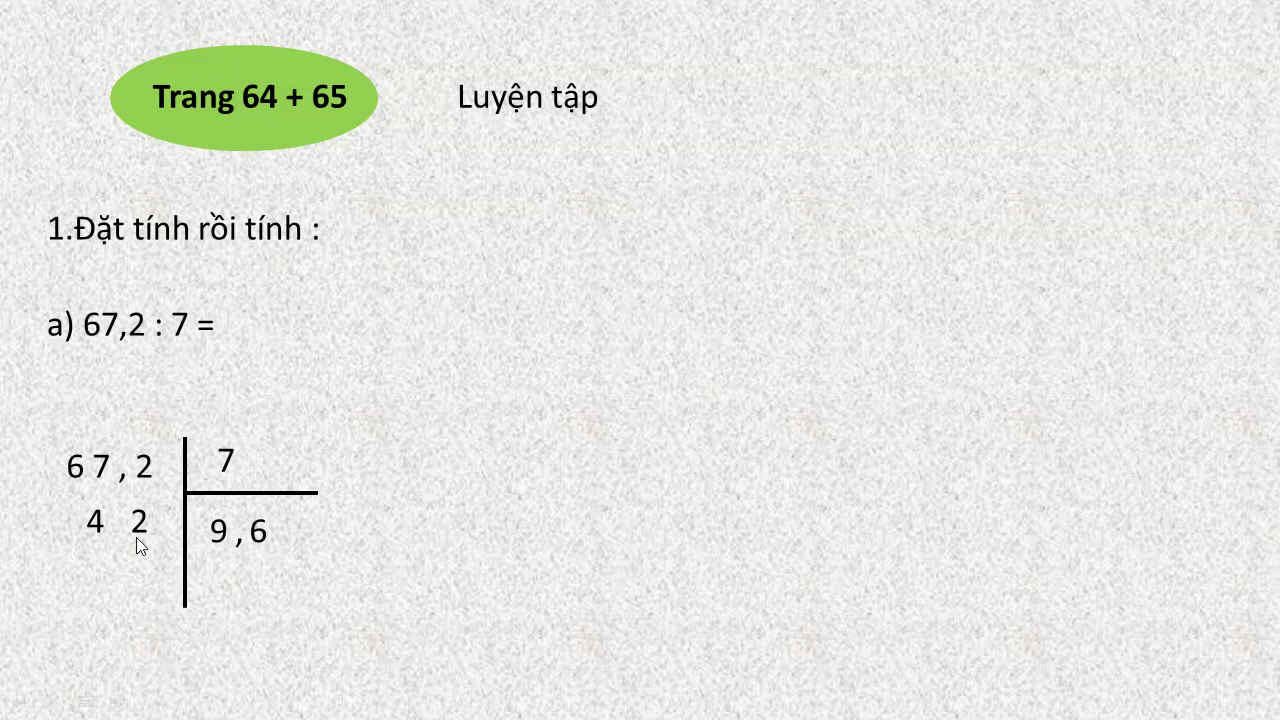 Trang 64 + 65
Luyện tập
1.Đặt tính rồi tính :
a) 67,2 : 7 =
6 7 , 2
7
4 2
9 , 6